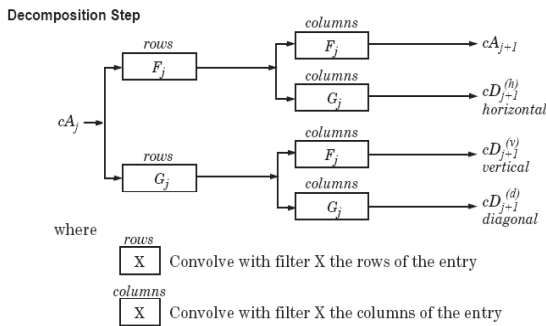 Decomposition Step
columns
rows
F_j
cA_{j+1}
F_j
columns
G_j
cD_{j+1}^{(h)}
horizontal
cA_j
columns
rows
F_j
cD_{j+1}^{(v)}
vertical
G_j
columns
G_j
cD_{j+1}^{(d)}
diagonal
where
rows
X Convolve with filter X the rows of the entry
columns
X Convolve with filter X the columns of the entry